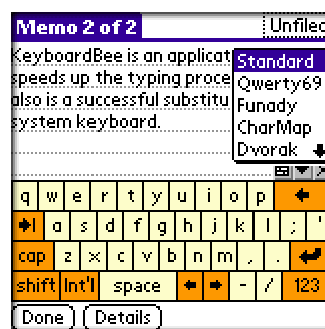 Memo 2 of 2
Unfiled
KeyboardBee is an applicat
speeds up the typing proce
also is a successful substitu
system keyboard.
Standard
Qwerty69
Funady
CharMap
Dvorak
q w e r t y u i o p
a s d f g h j k l ; '
cap z x c v b n m , .
shift Int'l space - / 123
Done Details